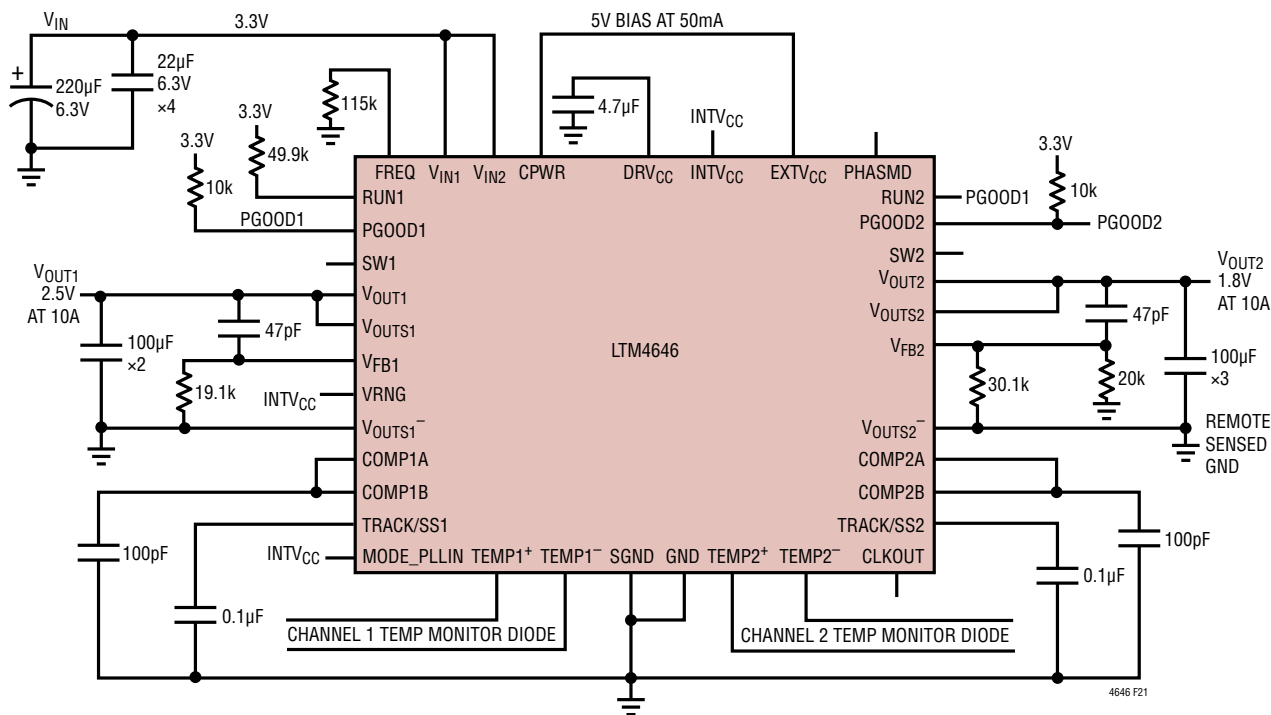 VIN
3.3V
5V BIAS AT 50mA
+
220µF
6.3V
22µF
6.3V
×4
115k
4.7µF
INTVCC
3.3V
49.9k
3.3V
10k
3.3V
10k
FREQ
VIN1
VIN2
CPWR
DRVCC
INTVCC
EXTVCC
PHASMD
RUN1
RUN2
PGOOD1
PGOOD1
PGOOD1
PGOOD2
PGOOD2
SW1
SW2
VOUT1
2.5V
AT 10A
VOUT1
VOUT2
VOUT2
1.8V
AT 10A
VOUTS1
VOUTS2
47pF
47pF
100µF
×2
VFB1
LTM4646
VFB2
100µF
×3
19.1k
30.1k
20k
INTVCC
VRNG
VOUTS1–
VOUTS2–
REMOTE
SENSED
GND
COMP1A
COMP2A
COMP1B
COMP2B
TRACK/SS1
TRACK/SS2
100pF
100pF
INTVCC
MODE_PLLIN
TEMP1+
TEMP1–
SGND
GND
TEMP2+
TEMP2–
CLKOUT
0.1µF
0.1µF
CHANNEL 1 TEMP MONITOR DIODE
CHANNEL 2 TEMP MONITOR DIODE
4646 F21